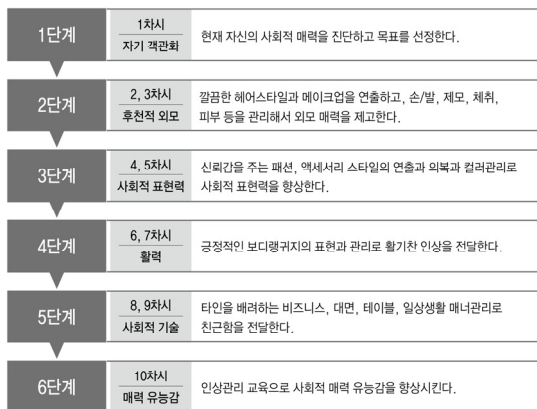 1단계
1차시
자기 객관화
현재 자신의 사회적 매력을 진단하고 목표를 선정한다.
2단계
2, 3차시
후천적 외모
깔끔한 헤어스타일과 메이크업을 연출하고, 손/발, 제모, 체취,
피부 등을 관리해서 외모 매력을 제고한다.
3단계
4, 5차시
사회적 표현력
신뢰감을 주는 패션, 액세서리 스타일의 연출과 의복과 컬러관리로
사회적 표현력을 향상한다.
4단계
6, 7차시
활력
긍정적인 보디랭귀지의 표현과 관리로 활기찬 인상을 전달한다.
5단계
8, 9차시
사회적 기술
타인을 배려하는 비즈니스, 대면, 테이블, 일상생활 매너관리로
친근함을 전달한다.
6단계
10차시
매력 유능감
인상관리 교육으로 사회적 매력 유능감을 향상시킨다.